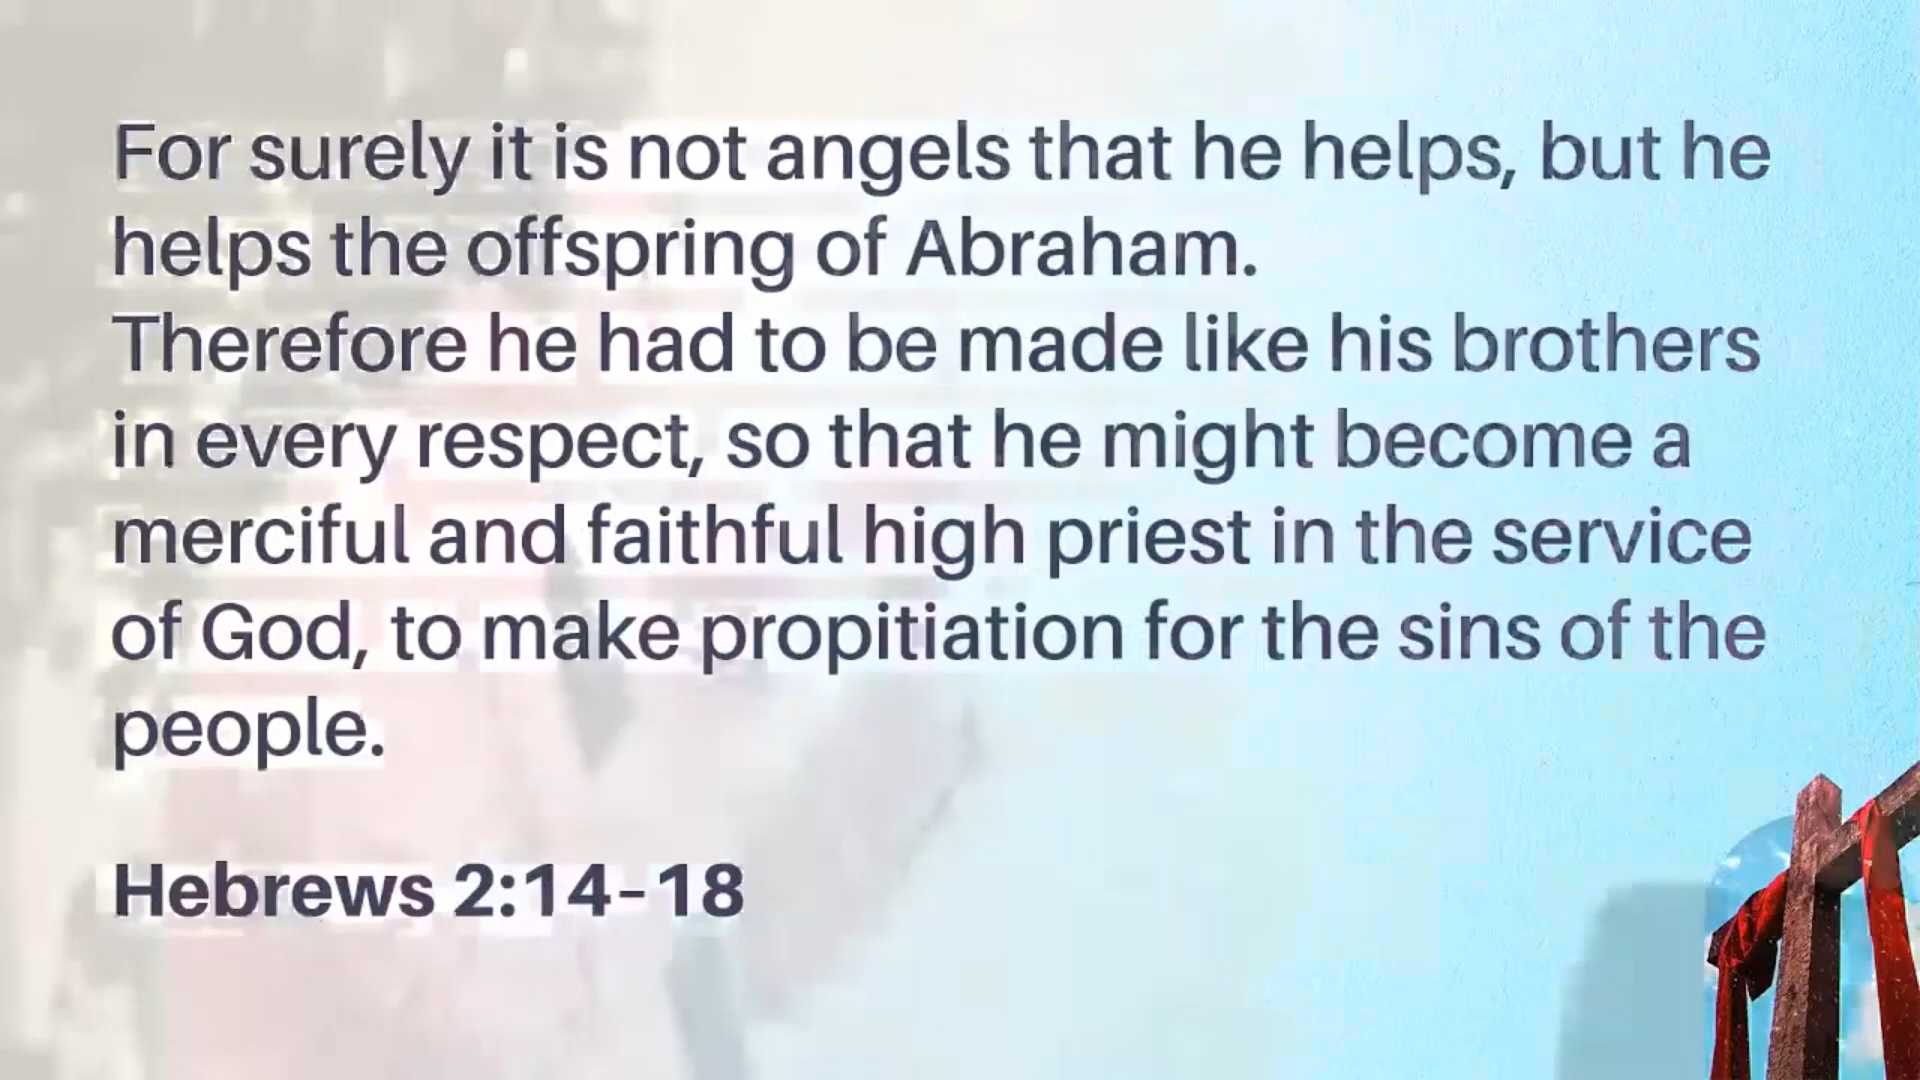 For surely it is not angels that he helps, but he
helps the offspring of Abraham.
Therefore he had to be made like his brothers
in every respect, so that he might become a
merciful and faithful high priest in the service
of God, to make propitiation for the sins of the
people.
Hebrews 2:14–18